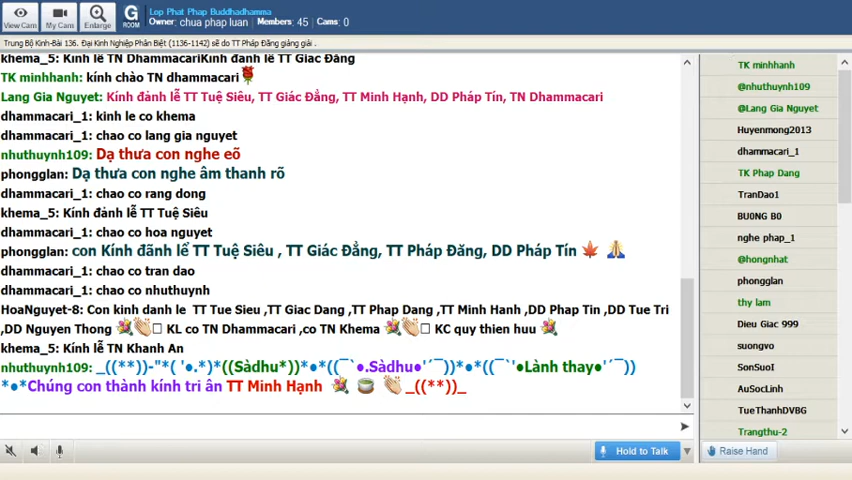 Lop Phat Phap Buddhadhamma
Owner: chua phap luan Members: 45 Cams: 0
View Cam My Cam Enlarge G ROOM
Trung Bộ Kinh-Bài 136. Đại Kinh Nghiệp Phân Biệt (1136-1142) sẽ do TT Pháp Đăng giảng giải .
khema_5: Kính lễ TN DhammacariKính đảnh lễ TT Giác Đẳng
TK minhhanh: kính chào TN dhammacari
Lang Gia Nguyet: Kính đảnh lễ TT Tuệ Siêu, TT Giác Đẳng, TT Minh Hạnh, DD Pháp Tín, TN Dhammacari
dhammacari_1: kinh le co khema
dhammacari_1: chao co lang gia nguyet
nhuthuynh109: Dạ thưa con nghe eõ
phongglan: Dạ thưa con nghe âm thanh rõ
dhammacari_1: chao co rang dong
khema_5: Kính đảnh lễ TT Tuệ Siêu
dhammacari_1: chao co hoa nguyet
phongglan: con Kính đãnh lể TT Tuệ Siêu , TT Giác Đẳng, TT Pháp Đăng, DD Pháp Tín
dhammacari_1: chao co tran dao
dhammacari_1: chao co nhuthuynh
HoaNguyet-8: Con kinh danh le TT Tue Sieu ,TT Giac Dang ,TT Phap Dang ,TT Minh Hanh ,DD Phap Tin ,DD Tue Tri
,DD Nguyen Thong KL co TN Dhammacari ,co TN Khema KC quy thien huu
khema_5: Kính lễ TN Khanh An
nhuthuynh109: _((**))-"*( '●.*)*((Sàdhu*))*●*((¯`●.Sàdhu●'´¯))*●*((¯`'●Lành thay●'´¯))
*●*Chúng con thành kính tri ân TT Minh Hạnh _((**))_
Hold to Talk
TK minhhanh
@nhuthuynh109
@Lang Gia Nguyet
Huyenmong2013
dhammacari_1
TK Phap Dang
TranDao1
BU0NG B0
nghe phap_1
@hongnhat
phongglan
thy lam
Dieu Giac 999
suongvo
SonSuoI
AuSocLinh
TueThanhDVBG
Trangthu-2
Raise Hand